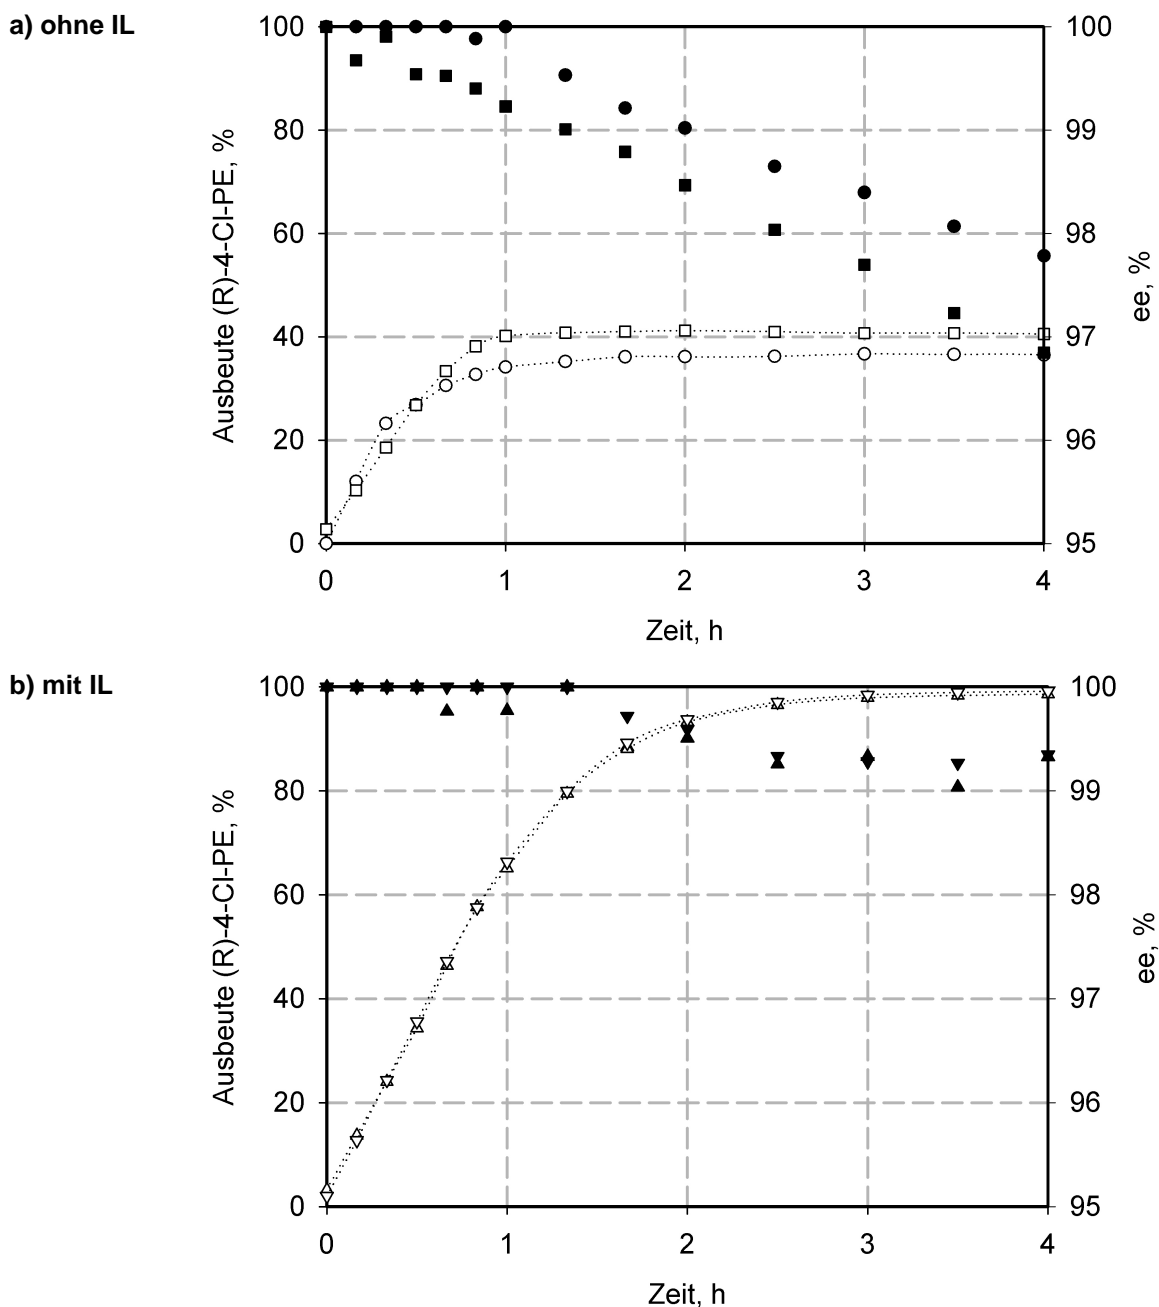 a) ohne IL
100
80
60
40
20
0
Ausbeute (R)-4-Cl-PE, %
100
99
98
97
96
95
ee, %
0 1 2 3 4
Zeit, h
b) mit IL
100
80
60
40
20
0
Ausbeute (R)-4-Cl-PE, %
100
99
98
97
96
95
ee, %
0 1 2 3 4
Zeit, h